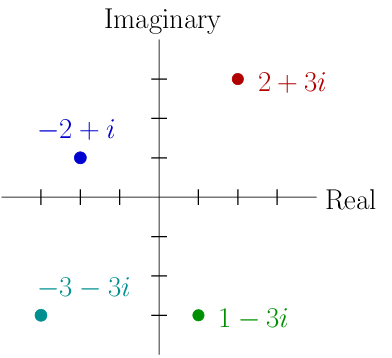 Imaginary
2 + 3i
−2 + i
Real
−3 − 3i
1 − 3i